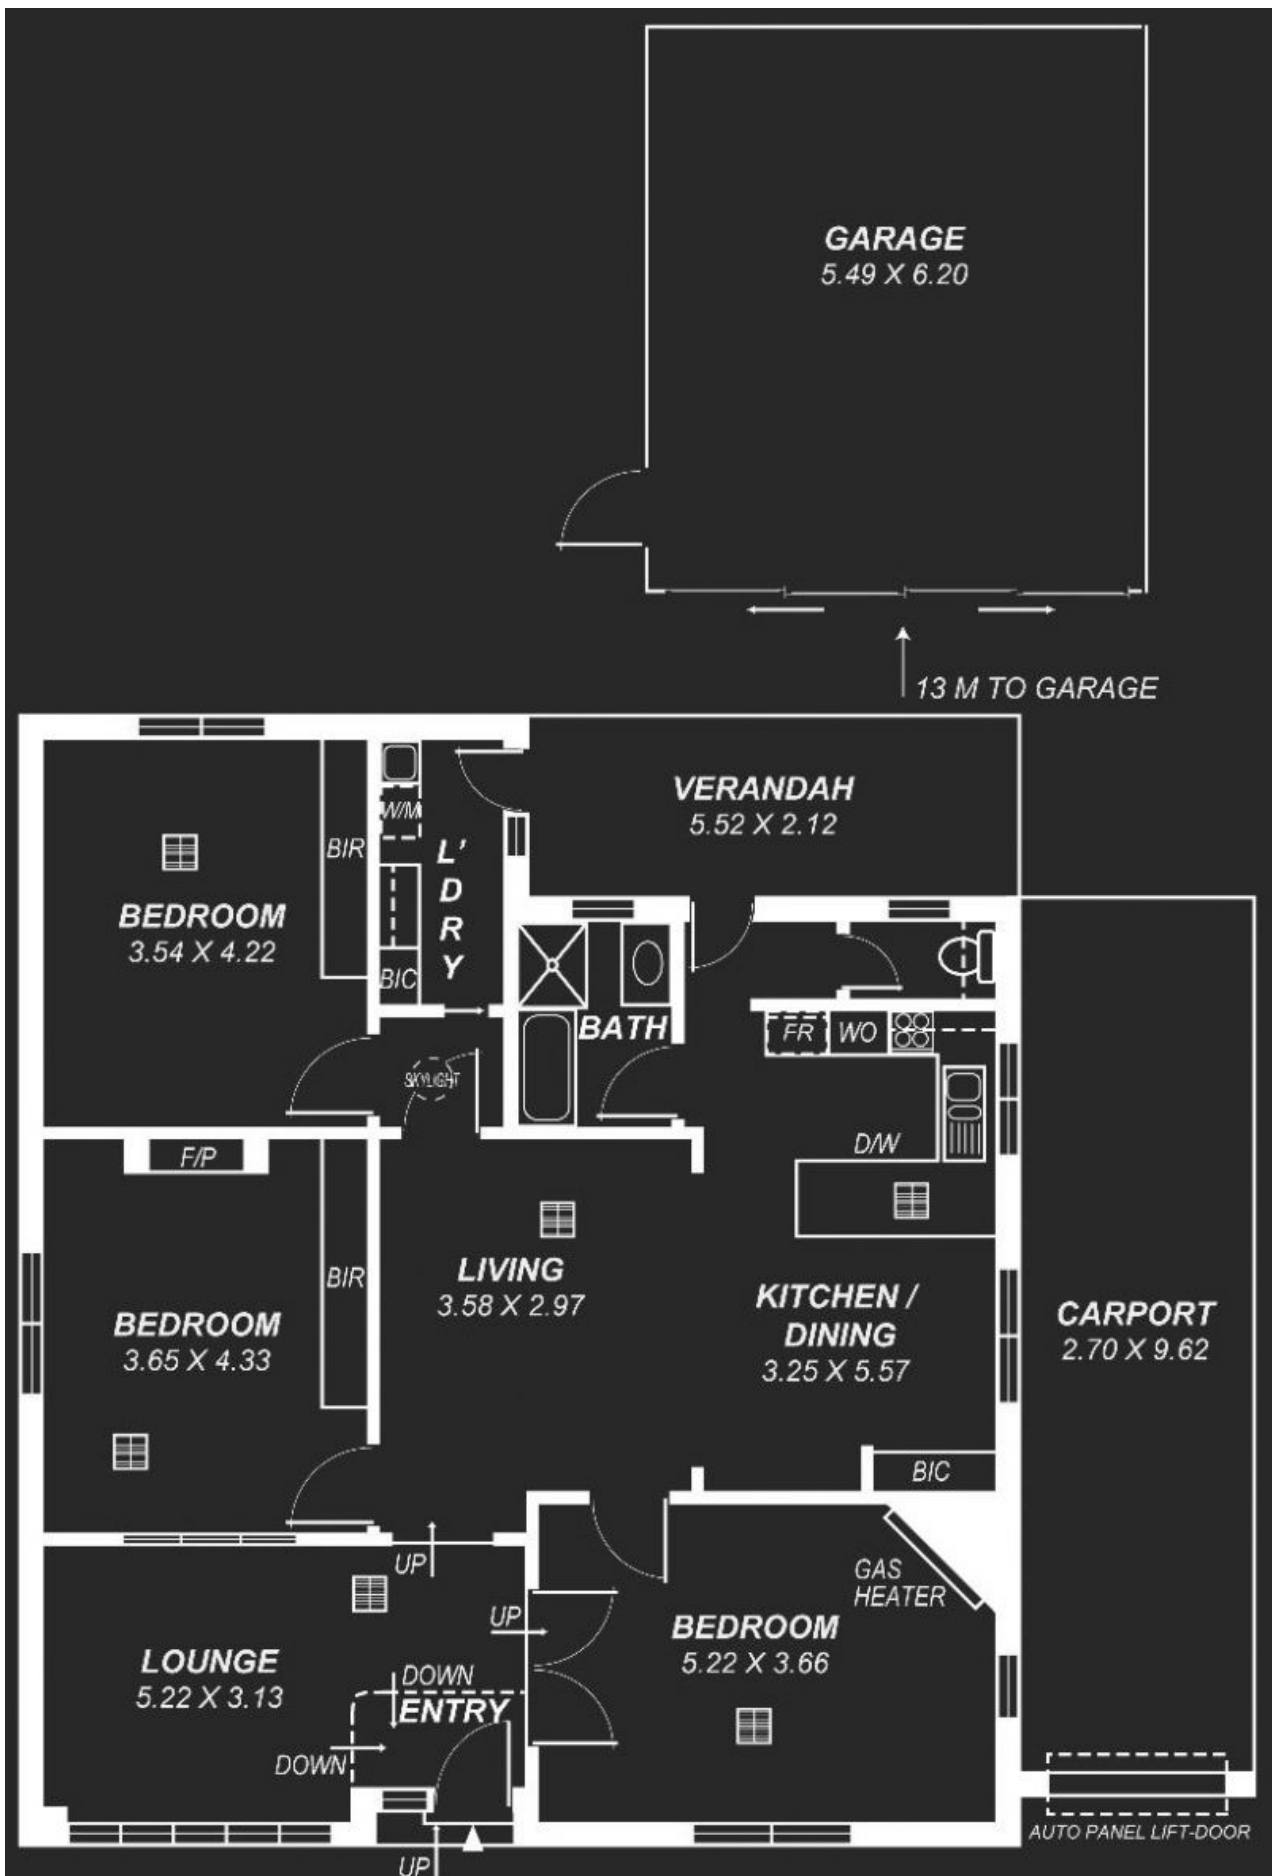 GARAGE
5.49 X 6.20
13 M TO GARAGE
VERANDAH
5.52 X 2.12
W/M
L'
D
R
Y
BIR
BEDROOM
3.54 X 4.22
BIC
BATH
FR
WO
SKYLIGHT
D/W
F/P
BIR
LIVING
3.58 X 2.97
KITCHEN /
DINING
3.25 X 5.57
CARPORT
2.70 X 9.62
BEDROOM
3.65 X 4.33
BIC
UP
GAS
HEATER
UP
BEDROOM
5.22 X 3.66
LOUNGE
5.22 X 3.13
DOWN
ENTRY
DOWN
AUTO PANEL LIFT-DOOR
UP